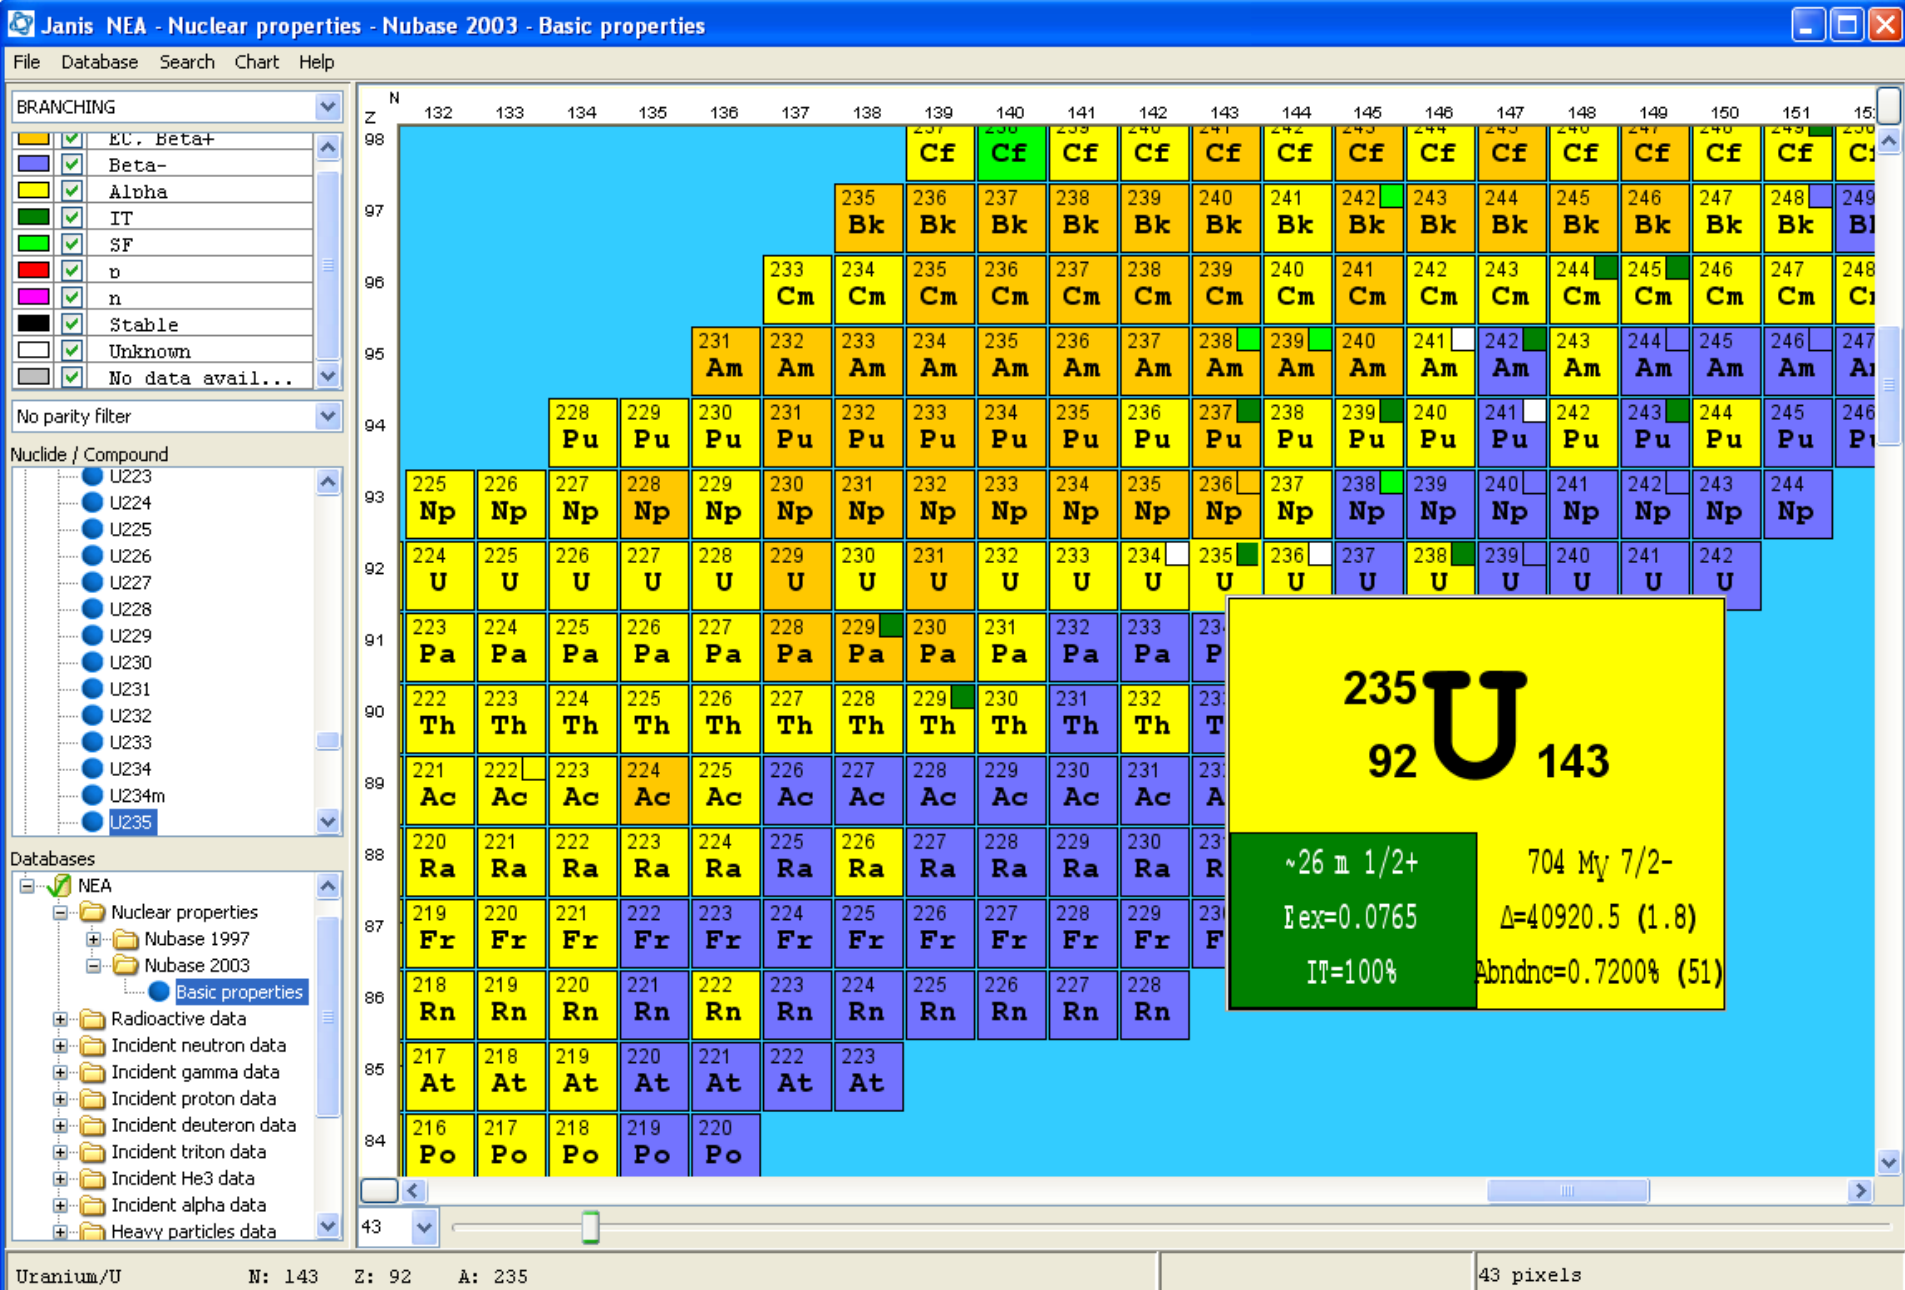 Janis NEA - Nuclear properties - Nubase 2003 - Basic properties
File Database Search Chart Help
BRANCHING
EC, Beta+
Beta-
Alpha
IT
SF
p
n
Stable
Unknown
No data avail...
No parity filter
Nuclide / Compound
U223
U224
U225
U226
U227
U228
U229
U230
U231
U232
U233
U234
U234m
U235
Databases
NEA
Nuclear properties
Nubase 1997
Nubase 2003
Basic properties
Radioactive data
Incident neutron data
Incident gamma data
Incident proton data
Incident deuteron data
Incident triton data
Incident He3 data
Incident alpha data
Heavy particles data
N
Z 132 133 134 135 136 137 138 139 140 141 142 143 144 145 146 147 148 149 150 151
98 237 238 239 240 241 242 243 244 245 246 247 248 249 250
Cf Cf Cf Cf Cf Cf Cf Cf Cf Cf Cf Cf Cf
97 235 236 237 238 239 240 241 242 243 244 245 246 247 248 249
Bk Bk Bk Bk Bk Bk Bk Bk Bk Bk Bk Bk Bk Bk
96 233 234 235 236 237 238 239 240 241 242 243 244 245 246 247 248
Cm Cm Cm Cm Cm Cm Cm Cm Cm Cm Cm Cm Cm Cm Cm
95 231 232 233 234 235 236 237 238 239 240 241 242 243 244 245 246 247
Am Am Am Am Am Am Am Am Am Am Am Am Am Am Am Am
94 228 229 230 231 232 233 234 235 236 237 238 239 240 241 242 243 244 245 246
Pu Pu Pu Pu Pu Pu Pu Pu Pu Pu Pu Pu Pu Pu Pu Pu Pu Pu
93 225 226 227 228 229 230 231 232 233 234 235 236 237 238 239 240 241 242 243 244
Np Np Np Np Np Np Np Np Np Np Np Np Np Np Np Np Np Np Np Np
92 224 225 226 227 228 229 230 231 232 233 234 235 236 237 238 239 240 241 242
U U U U U U U U U U U U U U U U U U U
91 223 224 225 226 227 228 229 230 231 232 233
Pa Pa Pa Pa Pa Pa Pa Pa Pa Pa Pa
90 222 223 224 225 226 227 228 229 230 231 232
Th Th Th Th Th Th Th Th Th Th Th
89 221 222 223 224 225 226 227 228 229 230 231
Ac Ac Ac Ac Ac Ac Ac Ac Ac Ac Ac
88 220 221 222 223 224 225 226 227 228 229 230
Ra Ra Ra Ra Ra Ra Ra Ra Ra Ra Ra
87 219 220 221 222 223 224 225 226 227 228 229
Fr Fr Fr Fr Fr Fr Fr Fr Fr Fr Fr
86 218 219 220 221 222 223 224 225 226 227 228
Rn Rn Rn Rn Rn Rn Rn Rn Rn Rn Rn
85 217 218 219 220 221 222 223
At At At At At At At
84 216 217 218 219 220
Po Po Po Po Po
235 U
92 143
~26 m 1/2+
Eex=0.0765
IT=100%
704 My 7/2-
Δ=40920.5 (1.8)
Abndnc=0.7200% (51)
43
Uranium/U N: 143 Z: 92 A: 235
43 pixels